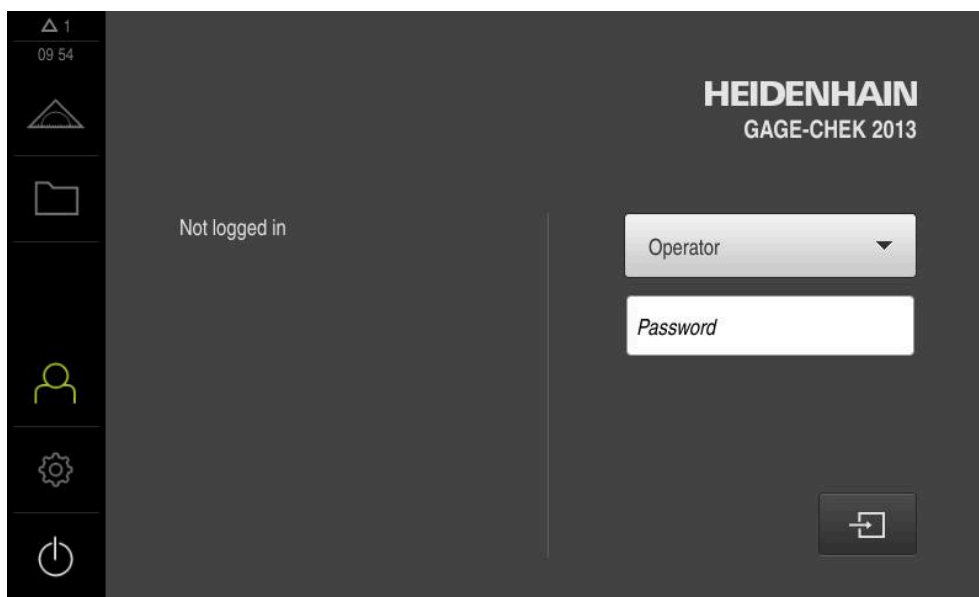 1
09 54
HEIDENHAIN
GAGE-CHEK 2013
Not logged in
Operator
Password